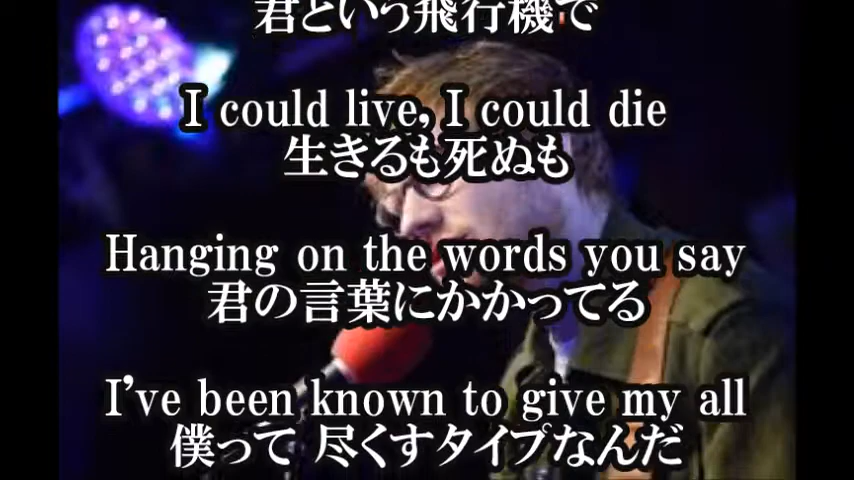 君という飛行機で
I could live, I could die
生きるも死ぬも
Hanging on the words you say
君の言葉にかかってる
I've been known to give my all
僕って 尽くすタイプなんだ